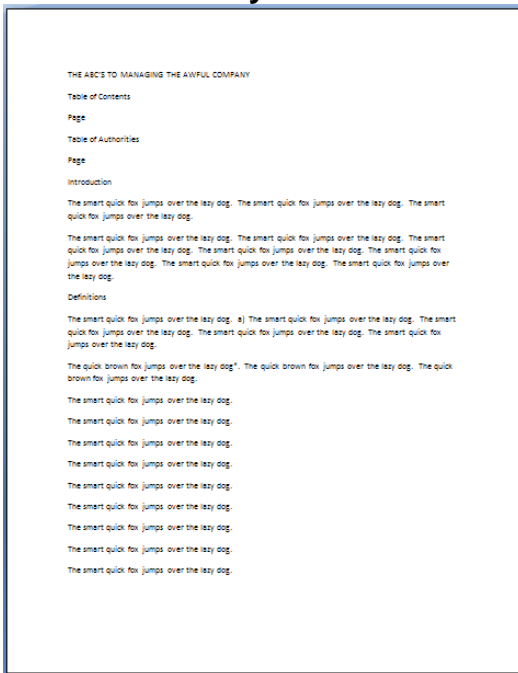 THE ABC'S TO MANAGING THE AWFUL COMPANY
Table of Contents
Page
Table of Authorities
Page
Introduction
The smart quick fox jumps over the lazy dog. The smart quick fox jumps over the lazy dog. The smart
quick fox jumps over the lazy dog.
The smart quick fox jumps over the lazy dog. The smart quick fox jumps over the lazy dog. The smart
quick fox jumps over the lazy dog. The smart quick fox jumps over the lazy dog. The smart quick fox
jumps over the lazy dog. The smart quick fox jumps over the lazy dog. The smart quick fox jumps over
the lazy dog.
Definitions
The smart quick fox jumps over the lazy dog. a) The smart quick fox jumps over the lazy dog. The smart
quick fox jumps over the lazy dog. The smart quick fox jumps over the lazy dog. The smart quick fox
jumps over the lazy dog.
The quick brown fox jumps over the lazy dog". The quick brown fox jumps over the lazy dog. The quick
brown fox jumps over the lazy dog.
The smart quick fox jumps over the lazy dog.
The smart quick fox jumps over the lazy dog.
The smart quick fox jumps over the lazy dog.
The smart quick fox jumps over the lazy dog.
The smart quick fox jumps over the lazy dog.
The smart quick fox jumps over the lazy dog.
The smart quick fox jumps over the lazy dog.
The smart quick fox jumps over the lazy dog.
The smart quick fox jumps over the lazy dog.